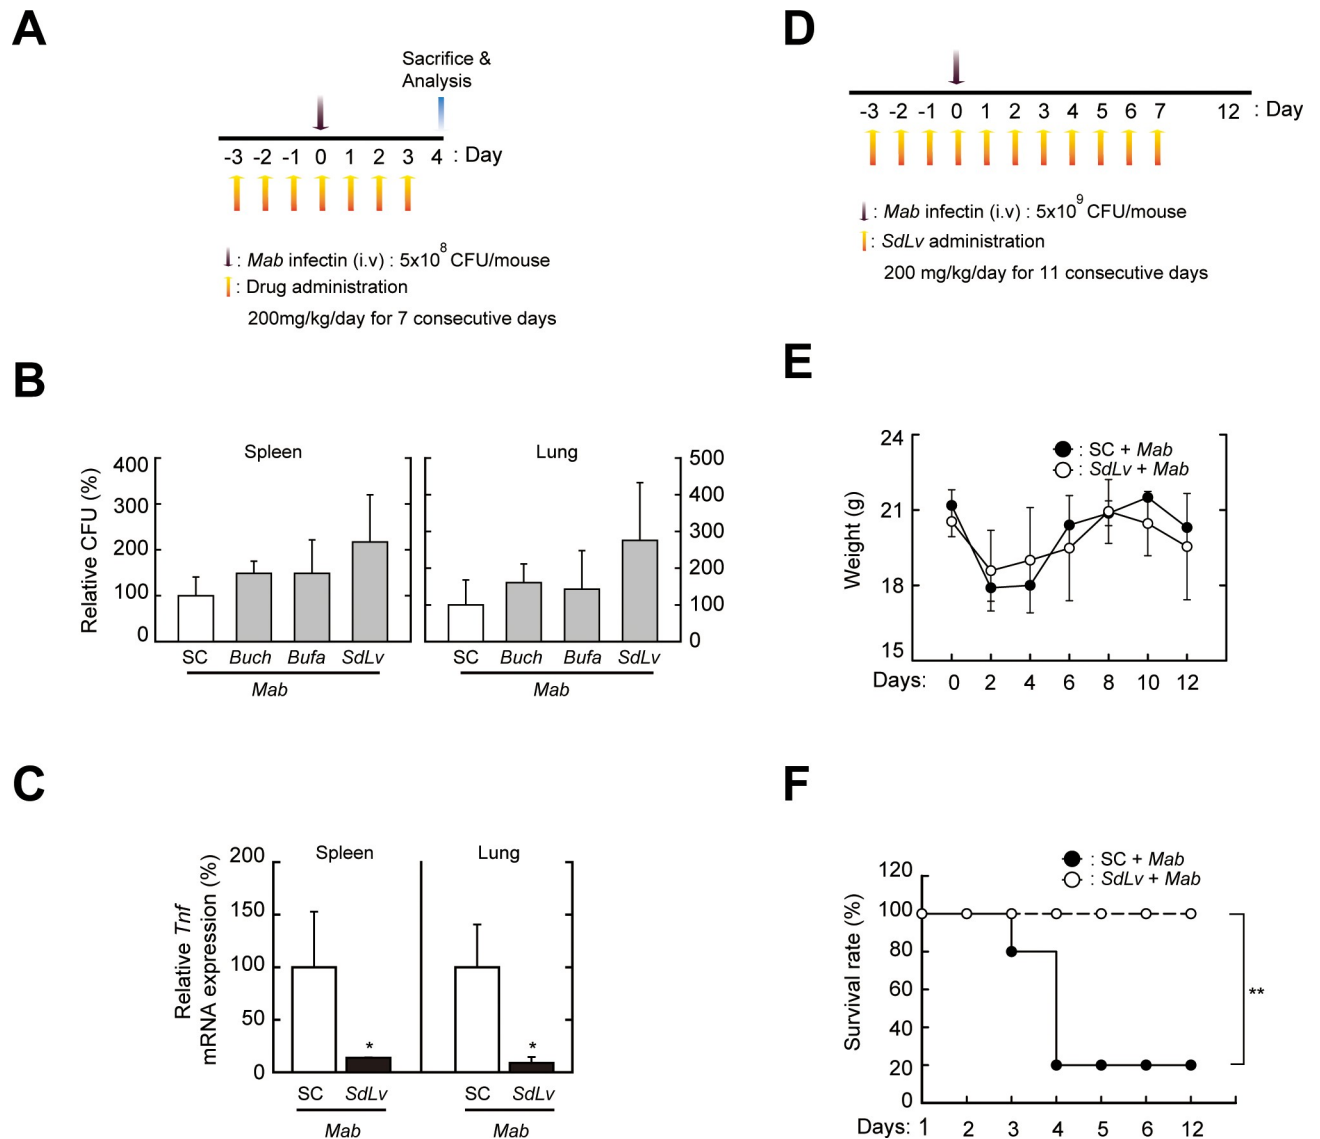 A
Sacrifice &
Analysis
-3 -2 -1 0 1 2 3 4 : Day
: Mab infectin (i.v) : 5x10^8 CFU/mouse
: Drug administration
200mg/kg/day for 7 consecutive days
B
Relative CFU (%)
Spleen
Lung
400
300
200
100
0
500
400
300
200
100
0
SC Buch Bufa SdLv
Mab
SC Buch Bufa SdLv
Mab
C
Relative Tnf
mRNA expression (%)
Spleen
Lung
200
150
100
50
0
*
*
SC SdLv
Mab
SC SdLv
Mab
D
-3 -2 -1 0 1 2 3 4 5 6 7 12 : Day
: Mab infectin (i.v) : 5x10^9 CFU/mouse
: SdLv administration
200 mg/kg/day for 11 consecutive days
E
Weight (g)
24
21
18
15
: SC + Mab
: SdLv + Mab
Days: 0 2 4 6 8 10 12
F
Survival rate (%)
120
100
80
60
40
20
0
: SC + Mab
: SdLv + Mab
**
Days: 1 2 3 4 5 6 12